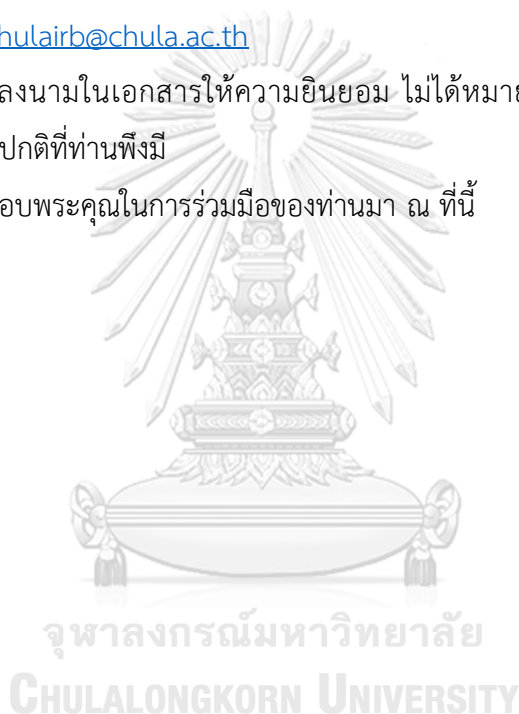 hulairb@chula.ac.th
ลงนามในเอกสารให้ความยินยอม ไม่ได้หมาย
ปกติที่ท่านพึงมี
อบพระคุณในการร่วมมือของท่านมา ณ ที่นี้
จุฬาลงกรณ์มหาวิทยาลัย
CHULALONGKORN UNIVERSITY